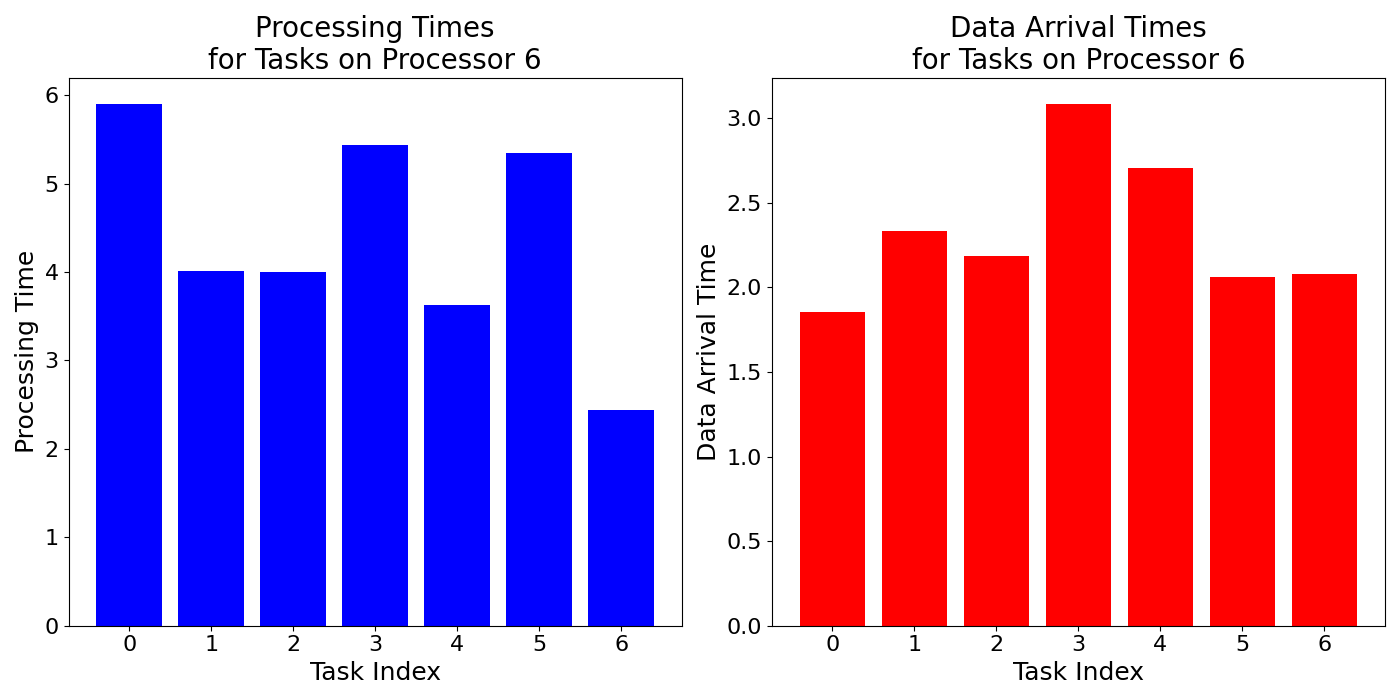 Processing Times
for Tasks on Processor 6
6
5
4
3
2
1
0
Processing Time
0 1 2 3 4 5 6
Task Index
Data Arrival Times
for Tasks on Processor 6
3.0
2.5
2.0
1.5
1.0
0.5
0.0
Data Arrival Time
0 1 2 3 4 5 6
Task Index